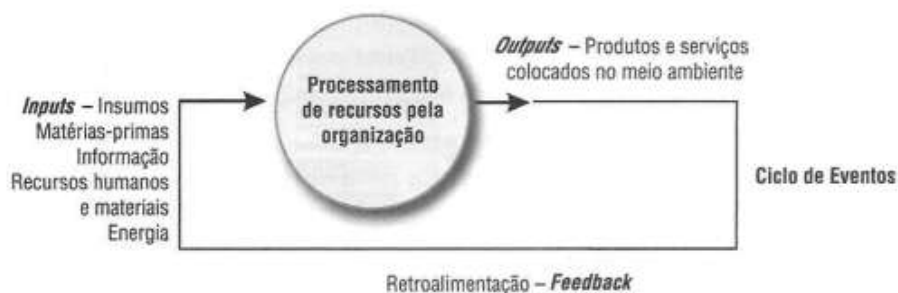 Outputs – Produtos e serviços
colocados no meio ambiente
Processamento
de recursos pela
organização
Inputs – Insumos
Matérias-primas
Informação
Recursos humanos
e materiais
Energia
Ciclo de Eventos
Retroalimentação – Feedback